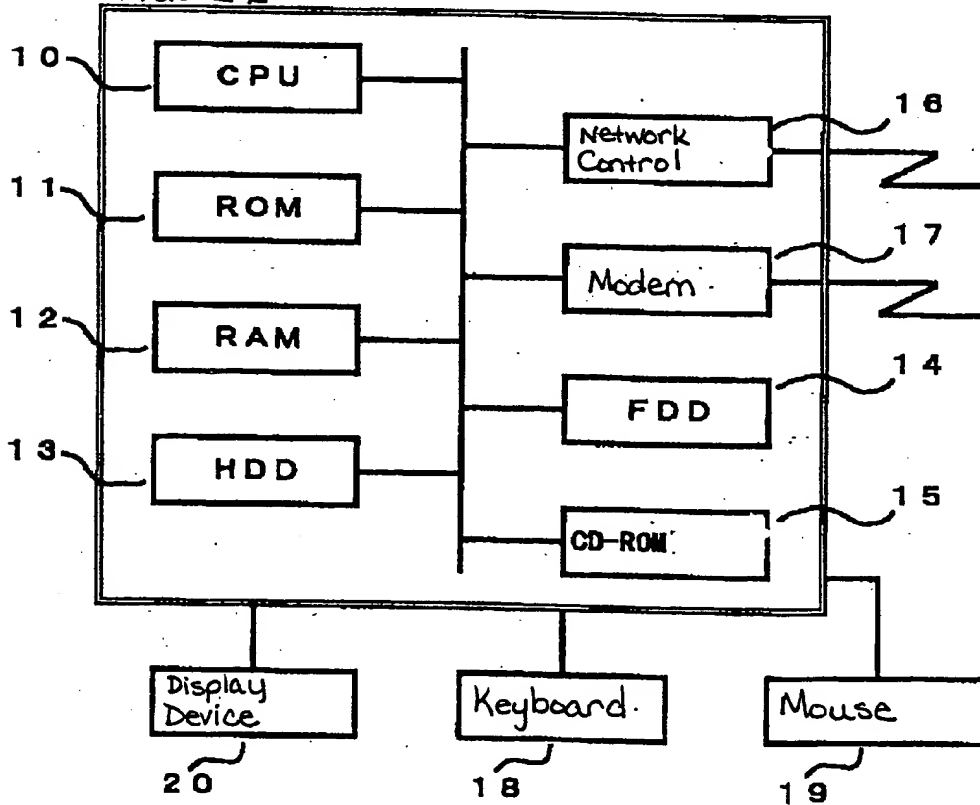 10
CPU
16
Network
Control
11
ROM
17
Modem
12
RAM
14
FDD
13
HDD
15
CD-ROM
Display
Device
Keyboard
Mouse
20
18
19